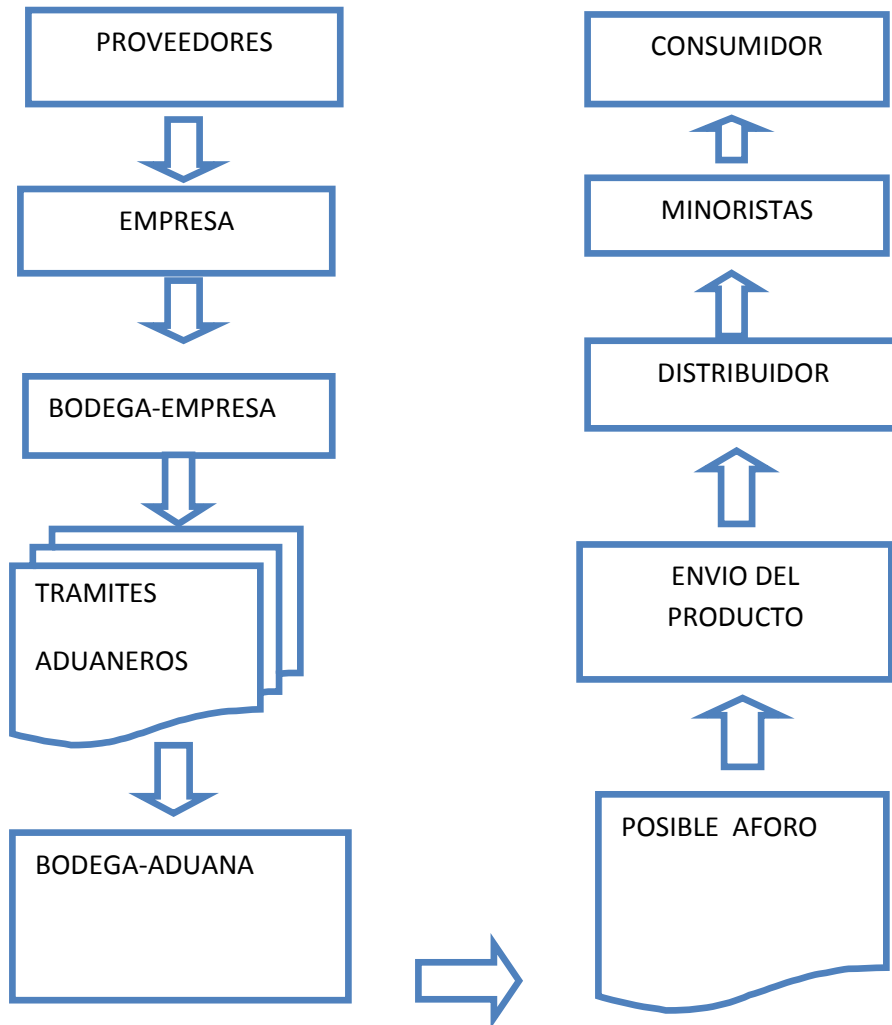 PROVEEDORES
EMPRESA
BODEGA-EMPRESA
TRAMITES
ADUANEROS
BODEGA-ADUANA
POSIBLE AFORO
ENVIO DEL
PRODUCTO
DISTRIBUIDOR
MINORISTAS
CONSUMIDOR